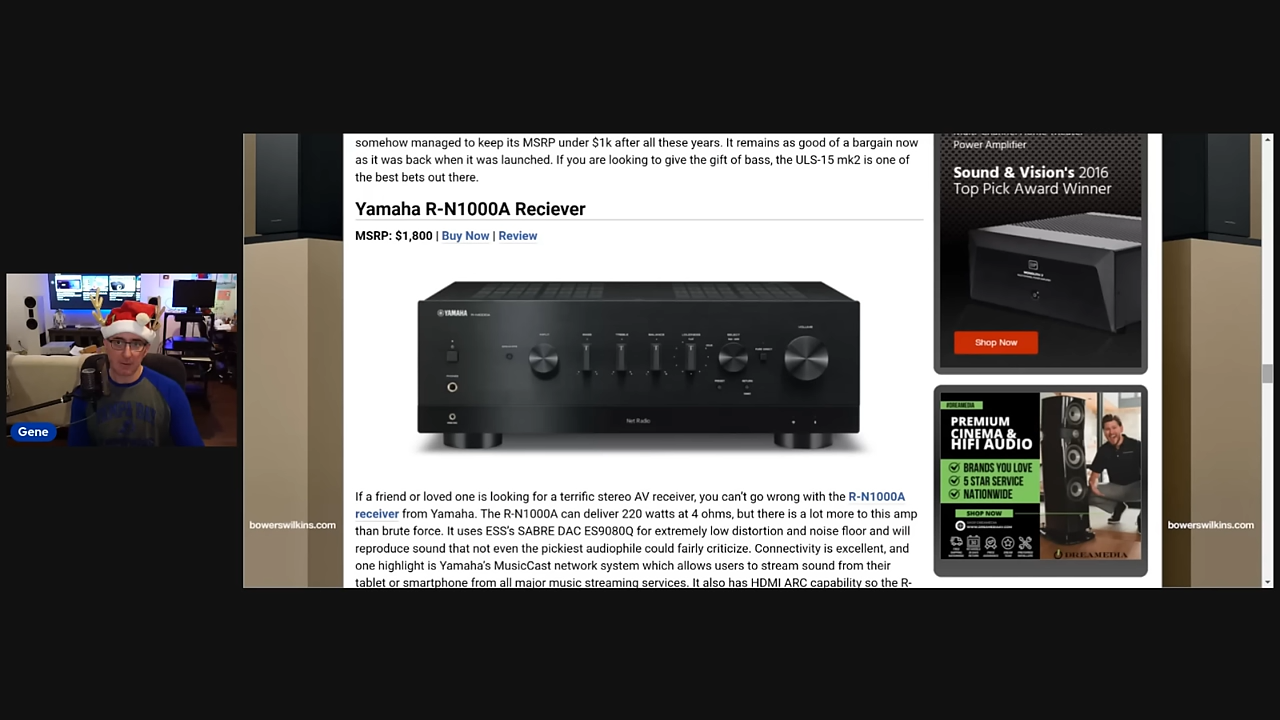 somehow managed to keep its MSRP under $1k after all these years. It remains as good of a bargain now
as it was back when it was launched. If you are looking to give the gift of bass, the ULS-15 mk2 is one of
the best bets out there.
Yamaha R-N1000A Reciever
MSRP: $1,800 | Buy Now | Review
YAMAHA
VOLUME
Net Radio
If a friend or loved one is looking for a terrific stereo AV receiver, you can't go wrong with the R-N1000A
receiver from Yamaha. The R-N1000A can deliver 220 watts at 4 ohms, but there is a lot more to this amp
than brute force. It uses ESS's SABRE DAC ES9080Q for extremely low distortion and noise floor and will
reproduce sound that not even the pickiest audiophile could fairly criticize. Connectivity is excellent, and
one highlight is Yamaha's MusicCast network system which allows users to stream sound from their
tablet or smartphone from all major music streaming services. It also has HDMI ARC capability so the R-
Power Amplifier
Sound & Vision's 2016
Top Pick Award Winner
Shop Now
#DREAMEDIA
PREMIUM
CINEMA &
HIFI AUDIO
BRANDS YOU LOVE
5 STAR SERVICE
NATIONWIDE
SHOP NOW
DREAMEDIA
Gene
bowerswilkins.com
bowerswilkins.com